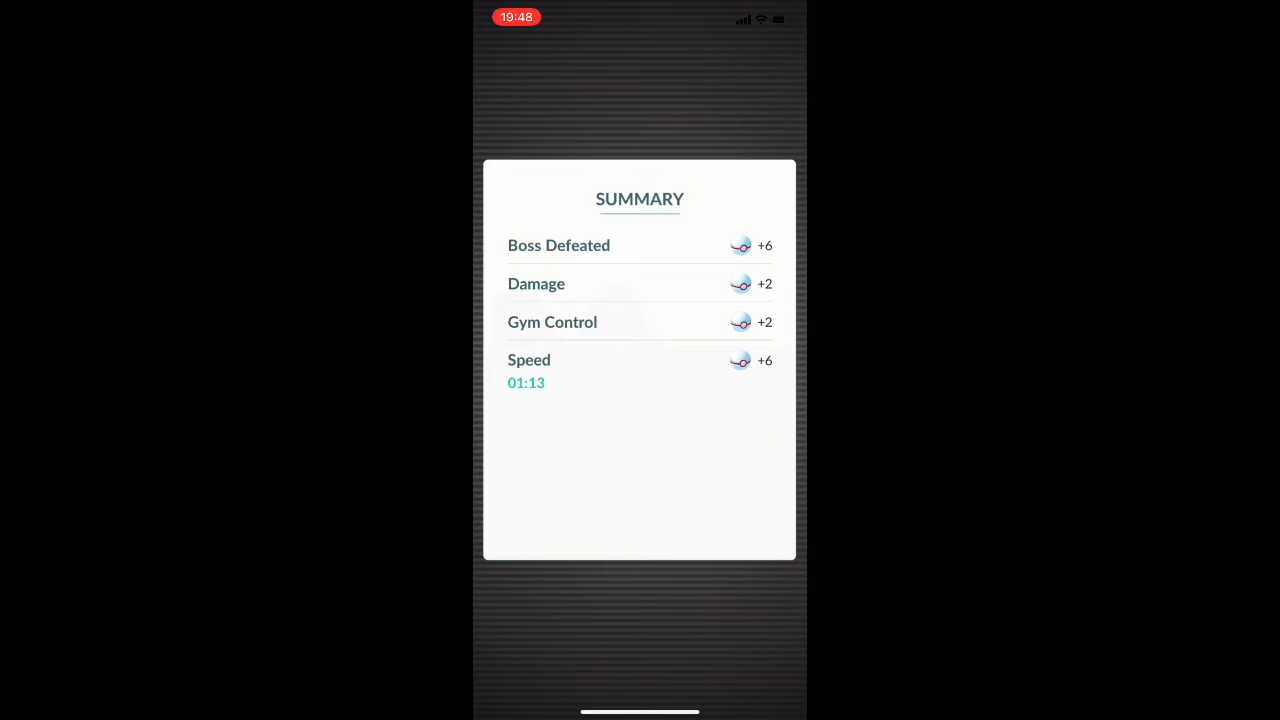 19:48
SUMMARY
Boss Defeated +6
Damage +2
Gym Control +2
Speed +6
01:13